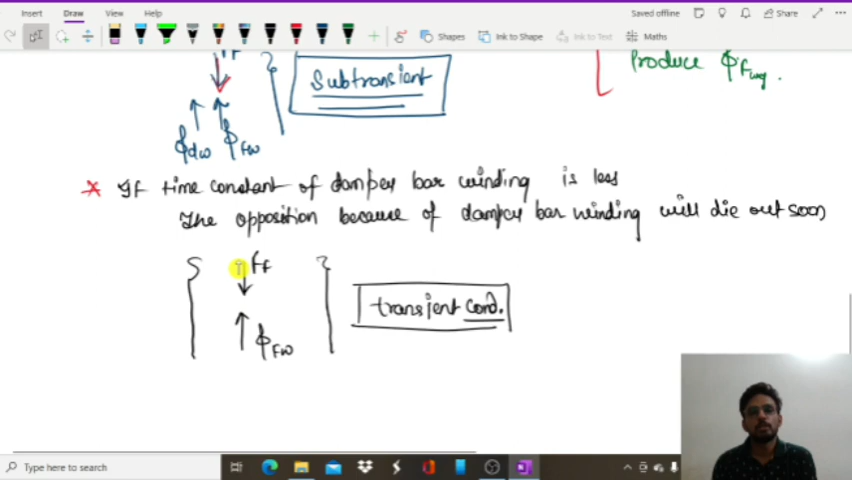 Insert Draw View Help Saved offline Share
Shapes Ink to Shape Ink to Text Maths
Subtransient
Produce ΦFwg.
Φdw ΦFw
* If time constant of damper bar winding is less
The opposition because of damper bar winding will die out soon
Ff
transient Cond.
ΦFw
Type here to search